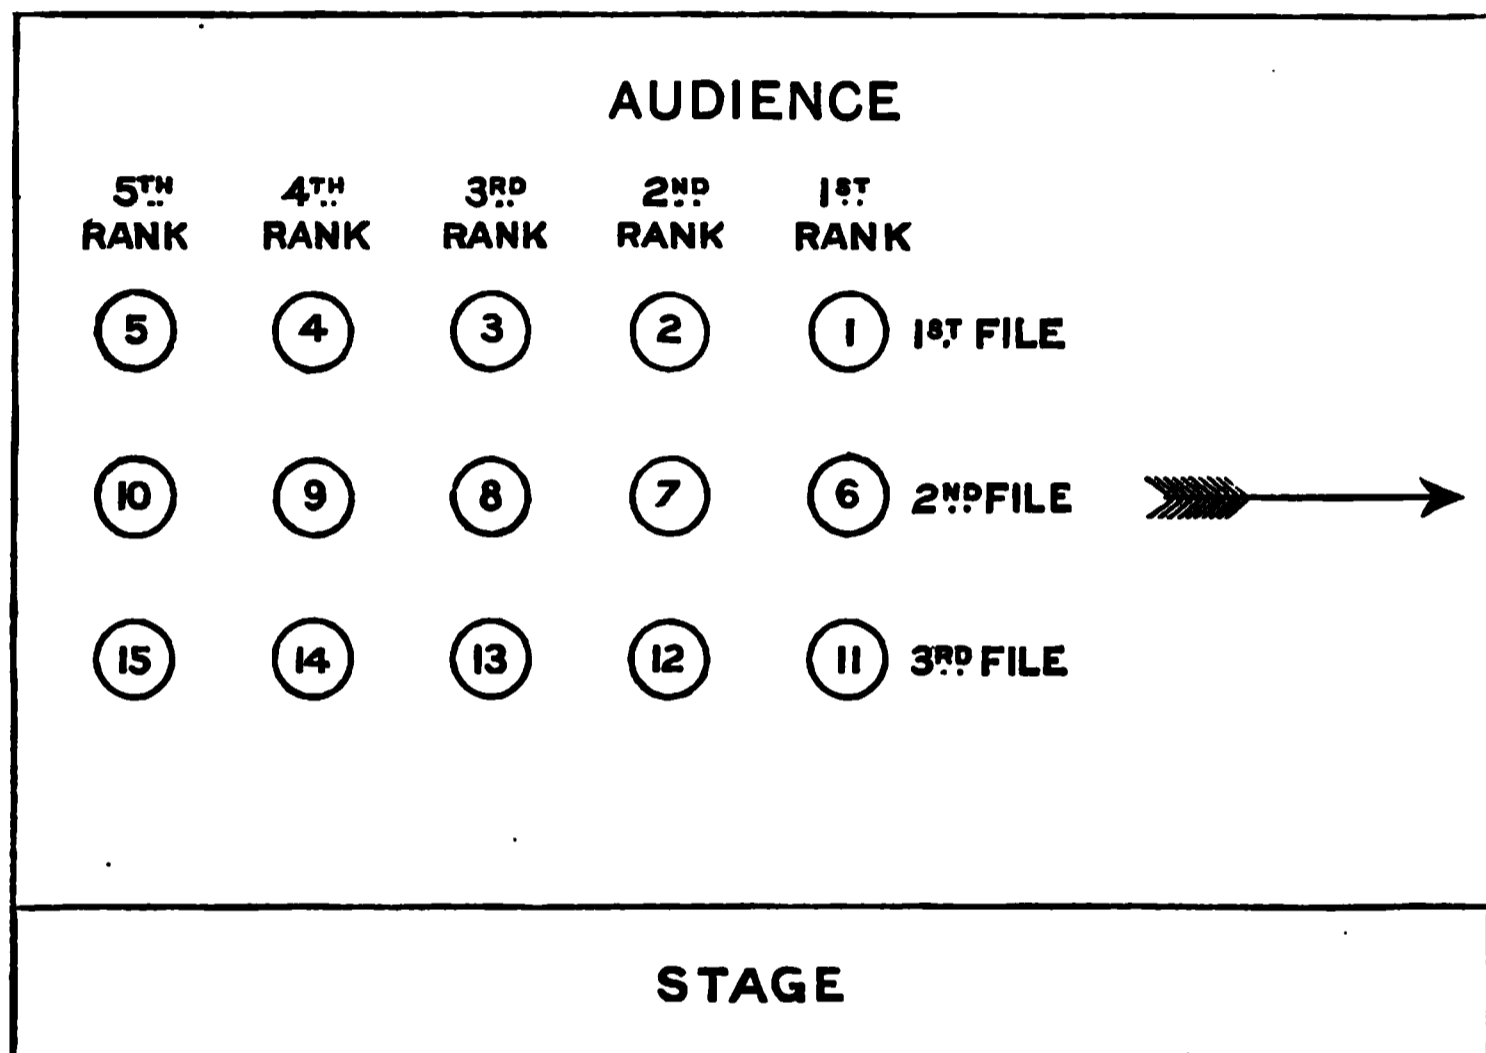 AUDIENCE
5TH 4TH 3RD 2ND 1ST
RANK RANK RANK RANK RANK
5 4 3 2 1 1ST FILE
10 9 8 7 6 2ND FILE
15 14 13 12 11 3RD FILE
STAGE